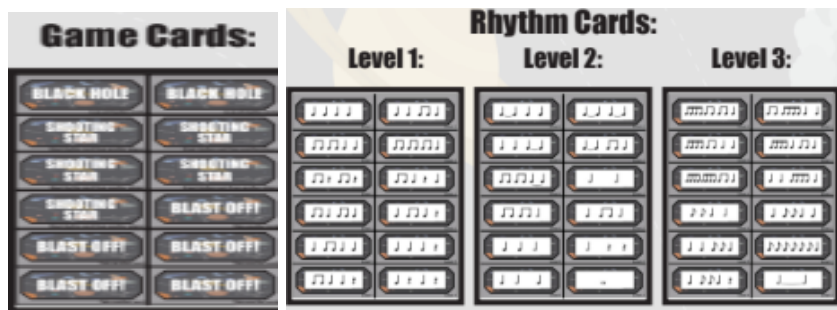 Game Cards:
BLACK HOLE BLACK HOLE
SHOOTING STAR SHOOTING STAR
SHOOTING STAR SHOOTING STAR
SHOOTING STAR BLAST OFF!
BLAST OFF! BLAST OFF!
BLAST OFF! BLAST OFF!
Rhythm Cards:
Level 1: Level 2: Level 3: